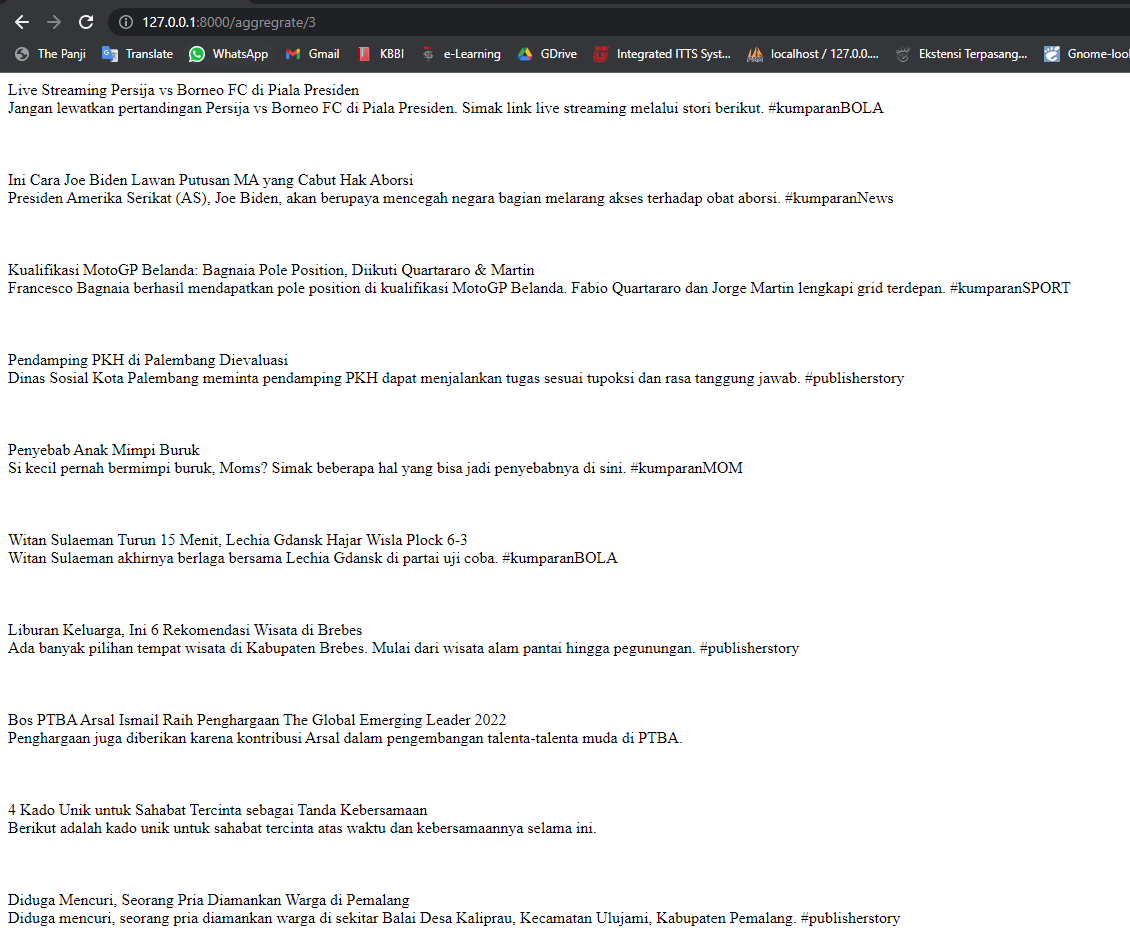 127.0.0.1:8000/aggregrate/3
The Panji Translate WhatsApp Gmail KBBI e-Learning GDrive Integrated ITTS Syst... localhost / 127.0.0.... Ekstensi Terpasang... Gnome-loo
Live Streaming Persija vs Borneo FC di Piala Presiden
Jangan lewatkan pertandingan Persija vs Borneo FC di Piala Presiden. Simak link live streaming melalui stori berikut. #kumparanBOLA
Ini Cara Joe Biden Lawan Putusan MA yang Cabut Hak Aborsi
Presiden Amerika Serikat (AS), Joe Biden, akan berupaya mencegah negara bagian melarang akses terhadap obat aborsi. #kumparanNews
Kualifikasi MotoGP Belanda: Bagnaia Pole Position, Diikuti Quartararo & Martin
Francesco Bagnaia berhasil mendapatkan pole position di kualifikasi MotoGP Belanda. Fabio Quartararo dan Jorge Martin lengkapi grid terdepan. #kumparanSPORT
Pendamping PKH di Palembang Dievaluasi
Dinas Sosial Kota Palembang meminta pendamping PKH dapat menjalankan tugas sesuai tupoksi dan rasa tanggung jawab. #publisherstory
Penyebab Anak Mimpi Buruk
Si kecil pernah bermimpi buruk, Moms? Simak beberapa hal yang bisa jadi penyebabnya di sini. #kumparanMOM
Witan Sulaeman Turun 15 Menit, Lechia Gdansk Hajar Wisla Plock 6-3
Witan Sulaeman akhirnya berlaga bersama Lechia Gdansk di partai uji coba. #kumparanBOLA
Liburan Keluarga, Ini 6 Rekomendasi Wisata di Brebes
Ada banyak pilihan tempat wisata di Kabupaten Brebes. Mulai dari wisata alam pantai hingga pegunungan. #publisherstory
Bos PTBA Arsal Ismail Raih Penghargaan The Global Emerging Leader 2022
Penghargaan juga diberikan karena kontribusi Arsal dalam pengembangan talenta-talenta muda di PTBA.
4 Kado Unik untuk Sahabat Tercinta sebagai Tanda Kebersamaan
Berikut adalah kado unik untuk sahabat tercinta atas waktu dan kebersamaannya selama ini.
Diduga Mencuri, Seorang Pria Diamankan Warga di Pemalang
Diduga mencuri, seorang pria diamankan warga di sekitar Balai Desa Kaliprau, Kecamatan Ulujami, Kabupaten Pemalang. #publisherstory